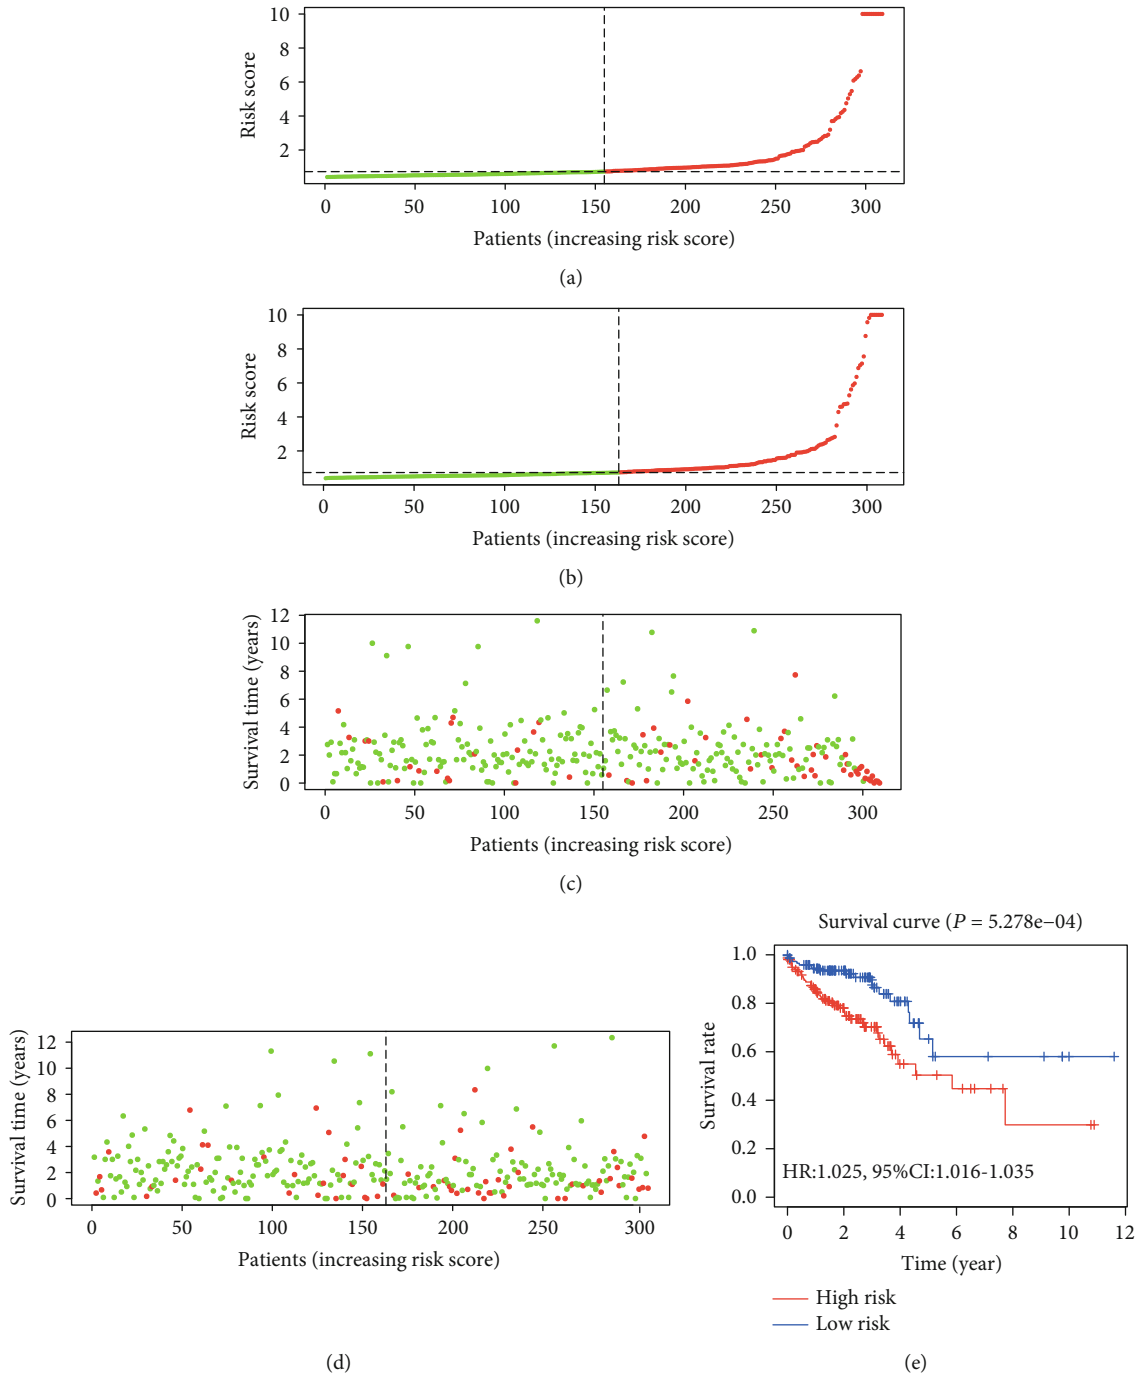 10
8
6
4
2
Risk score
0 50 100 150 200 250 300
Patients (increasing risk score)
(a)
10
8
6
4
2
Risk score
0 50 100 150 200 250 300
Patients (increasing risk score)
(b)
12
10
8
6
4
2
0
Survival time (years)
0 50 100 150 200 250 300
Patients (increasing risk score)
(c)
12
10
8
6
4
2
0
Survival time (years)
0 50 100 150 200 250 300
Patients (increasing risk score)
(d)
Survival curve (P = 5.278e−04)
1.0
0.8
0.6
0.4
0.2
0.0
Survival rate
HR:1.025, 95%CI:1.016-1.035
0 2 4 6 8 10 12
Time (year)
High risk
Low risk
(e)